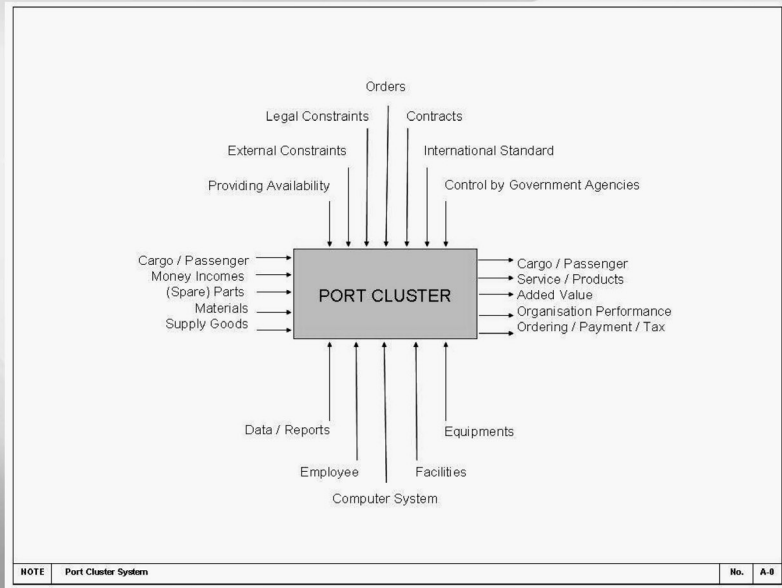 Orders
Legal Constraints Contracts
External Constraints International Standard
Providing Availability Control by Government Agencies
Cargo / Passenger
Money Incomes
(Spare) Parts
Materials
Supply Goods
PORT CLUSTER
Cargo / Passenger
Service / Products
Added Value
Organisation Performance
Ordering / Payment / Tax
Data / Reports Equipments
Employee Facilities
Computer System
NOTE Port Cluster System No. A-0